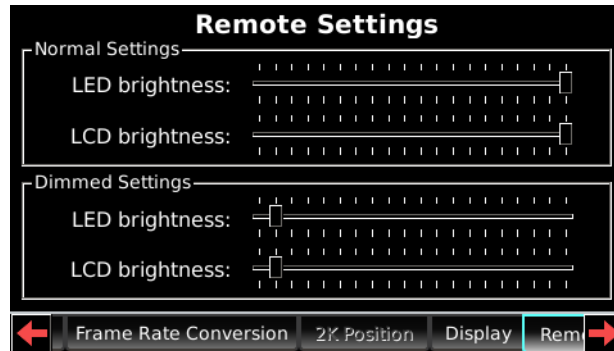 Remote Settings
Normal Settings
LED brightness:
LCD brightness:
Dimmed Settings
LED brightness:
LCD brightness:
Frame Rate Conversion 2K Position Display Rem